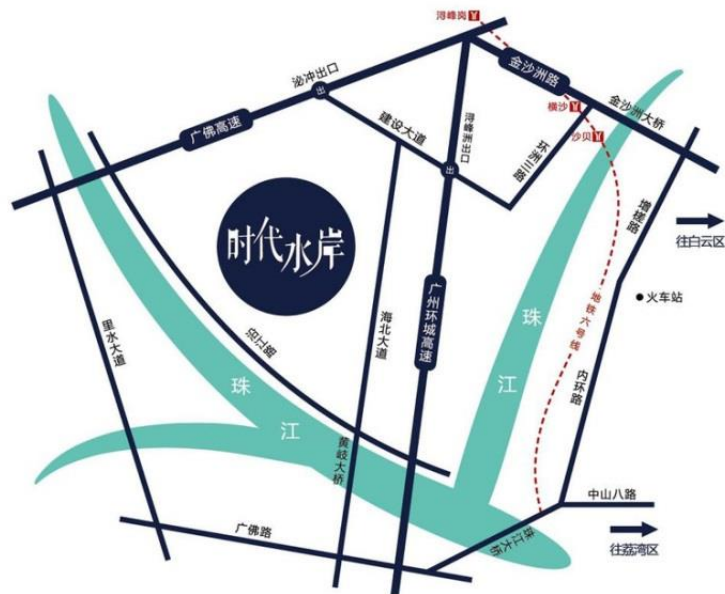 浔峰岗
金沙洲路
泌冲出口
出
横沙
金沙洲大桥
广佛高速
建设大道
浔峰洲出口
沙贝
环洲三路
出
增槎路
往白云区
时代水岸
火车站
广州环城高速
地铁六号线
里水大道
沿江路
海北大道
珠江
内环路
珠江
黄岐大桥
中山八路
广佛路
珠江大桥
往荔湾区